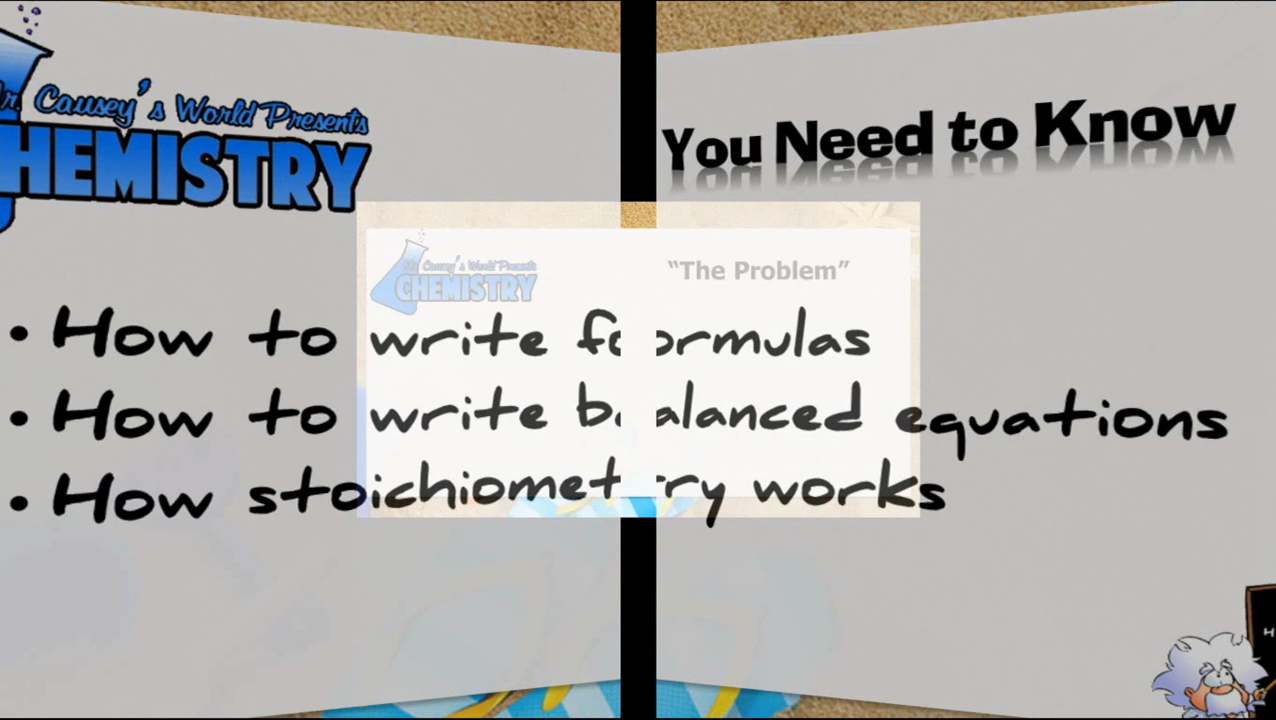 Mr. Causey's World Presents
CHEMISTRY
You Need to Know
Mr. Causey's World Presents
CHEMISTRY
“The Problem”
• How to write formulas
• How to write balanced equations
• How stoichiometry works
H